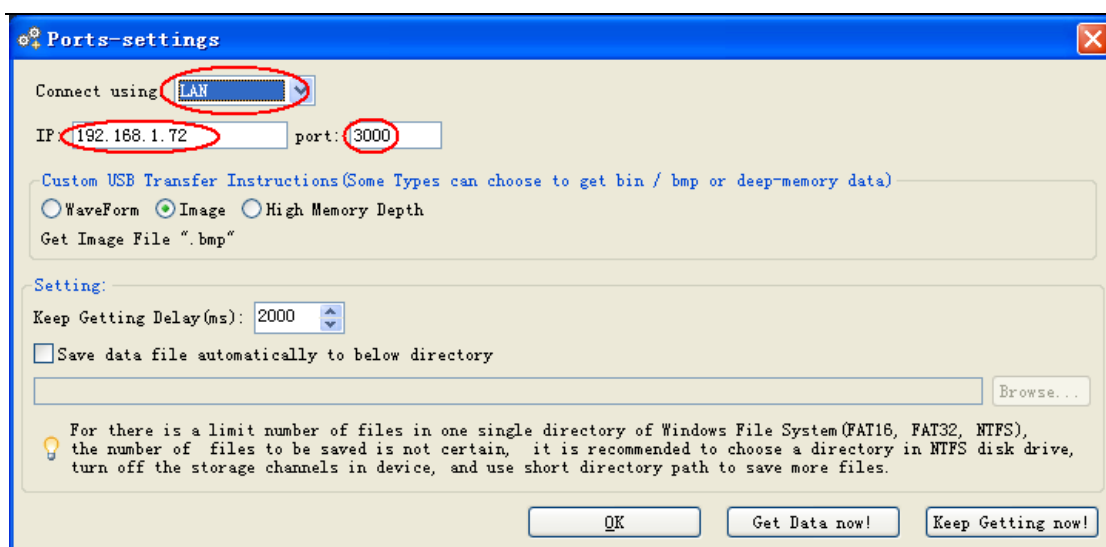 Ports-settings
Connect using: LAN
IP: 192.168.1.72 port: 3000
Custom USB Transfer Instructions(Some Types can choose to get bin / bmp or deep-memory data)
WaveForm Image High Memory Depth
Get Image File ".bmp"
Setting:
Keep Getting Delay(ms): 2000
Save data file automatically to below directory
Browse...
For there is a limit number of files in one single directory of Windows File System(FAT16, FAT32, NTFS),
the number of files to be saved is not certain, it is recommended to choose a directory in NTFS disk drive,
turn off the storage channels in device, and use short directory path to save more files.
OK Get Data now! Keep Getting now!